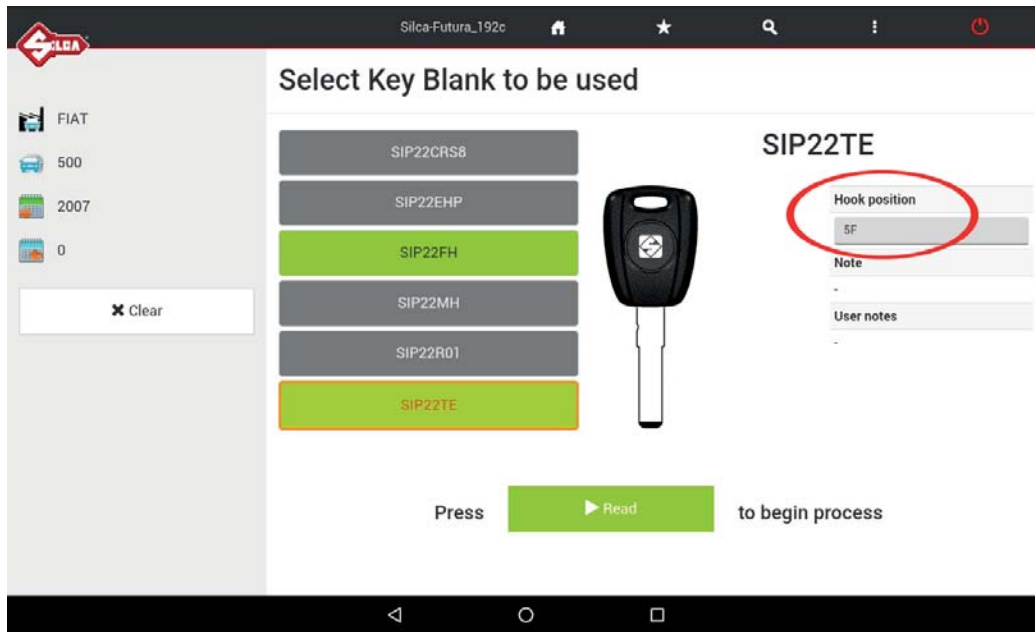 SILCA
Silca-Futura_192c
FIAT
500
2007
0
Clear
Select Key Blank to be used
SIP22CRS8
SIP22EHP
SIP22FH
SIP22MH
SIP22R01
SIP22TE
SIP22TE
Hook position
5F
Note
-
User notes
-
Press Read to begin process